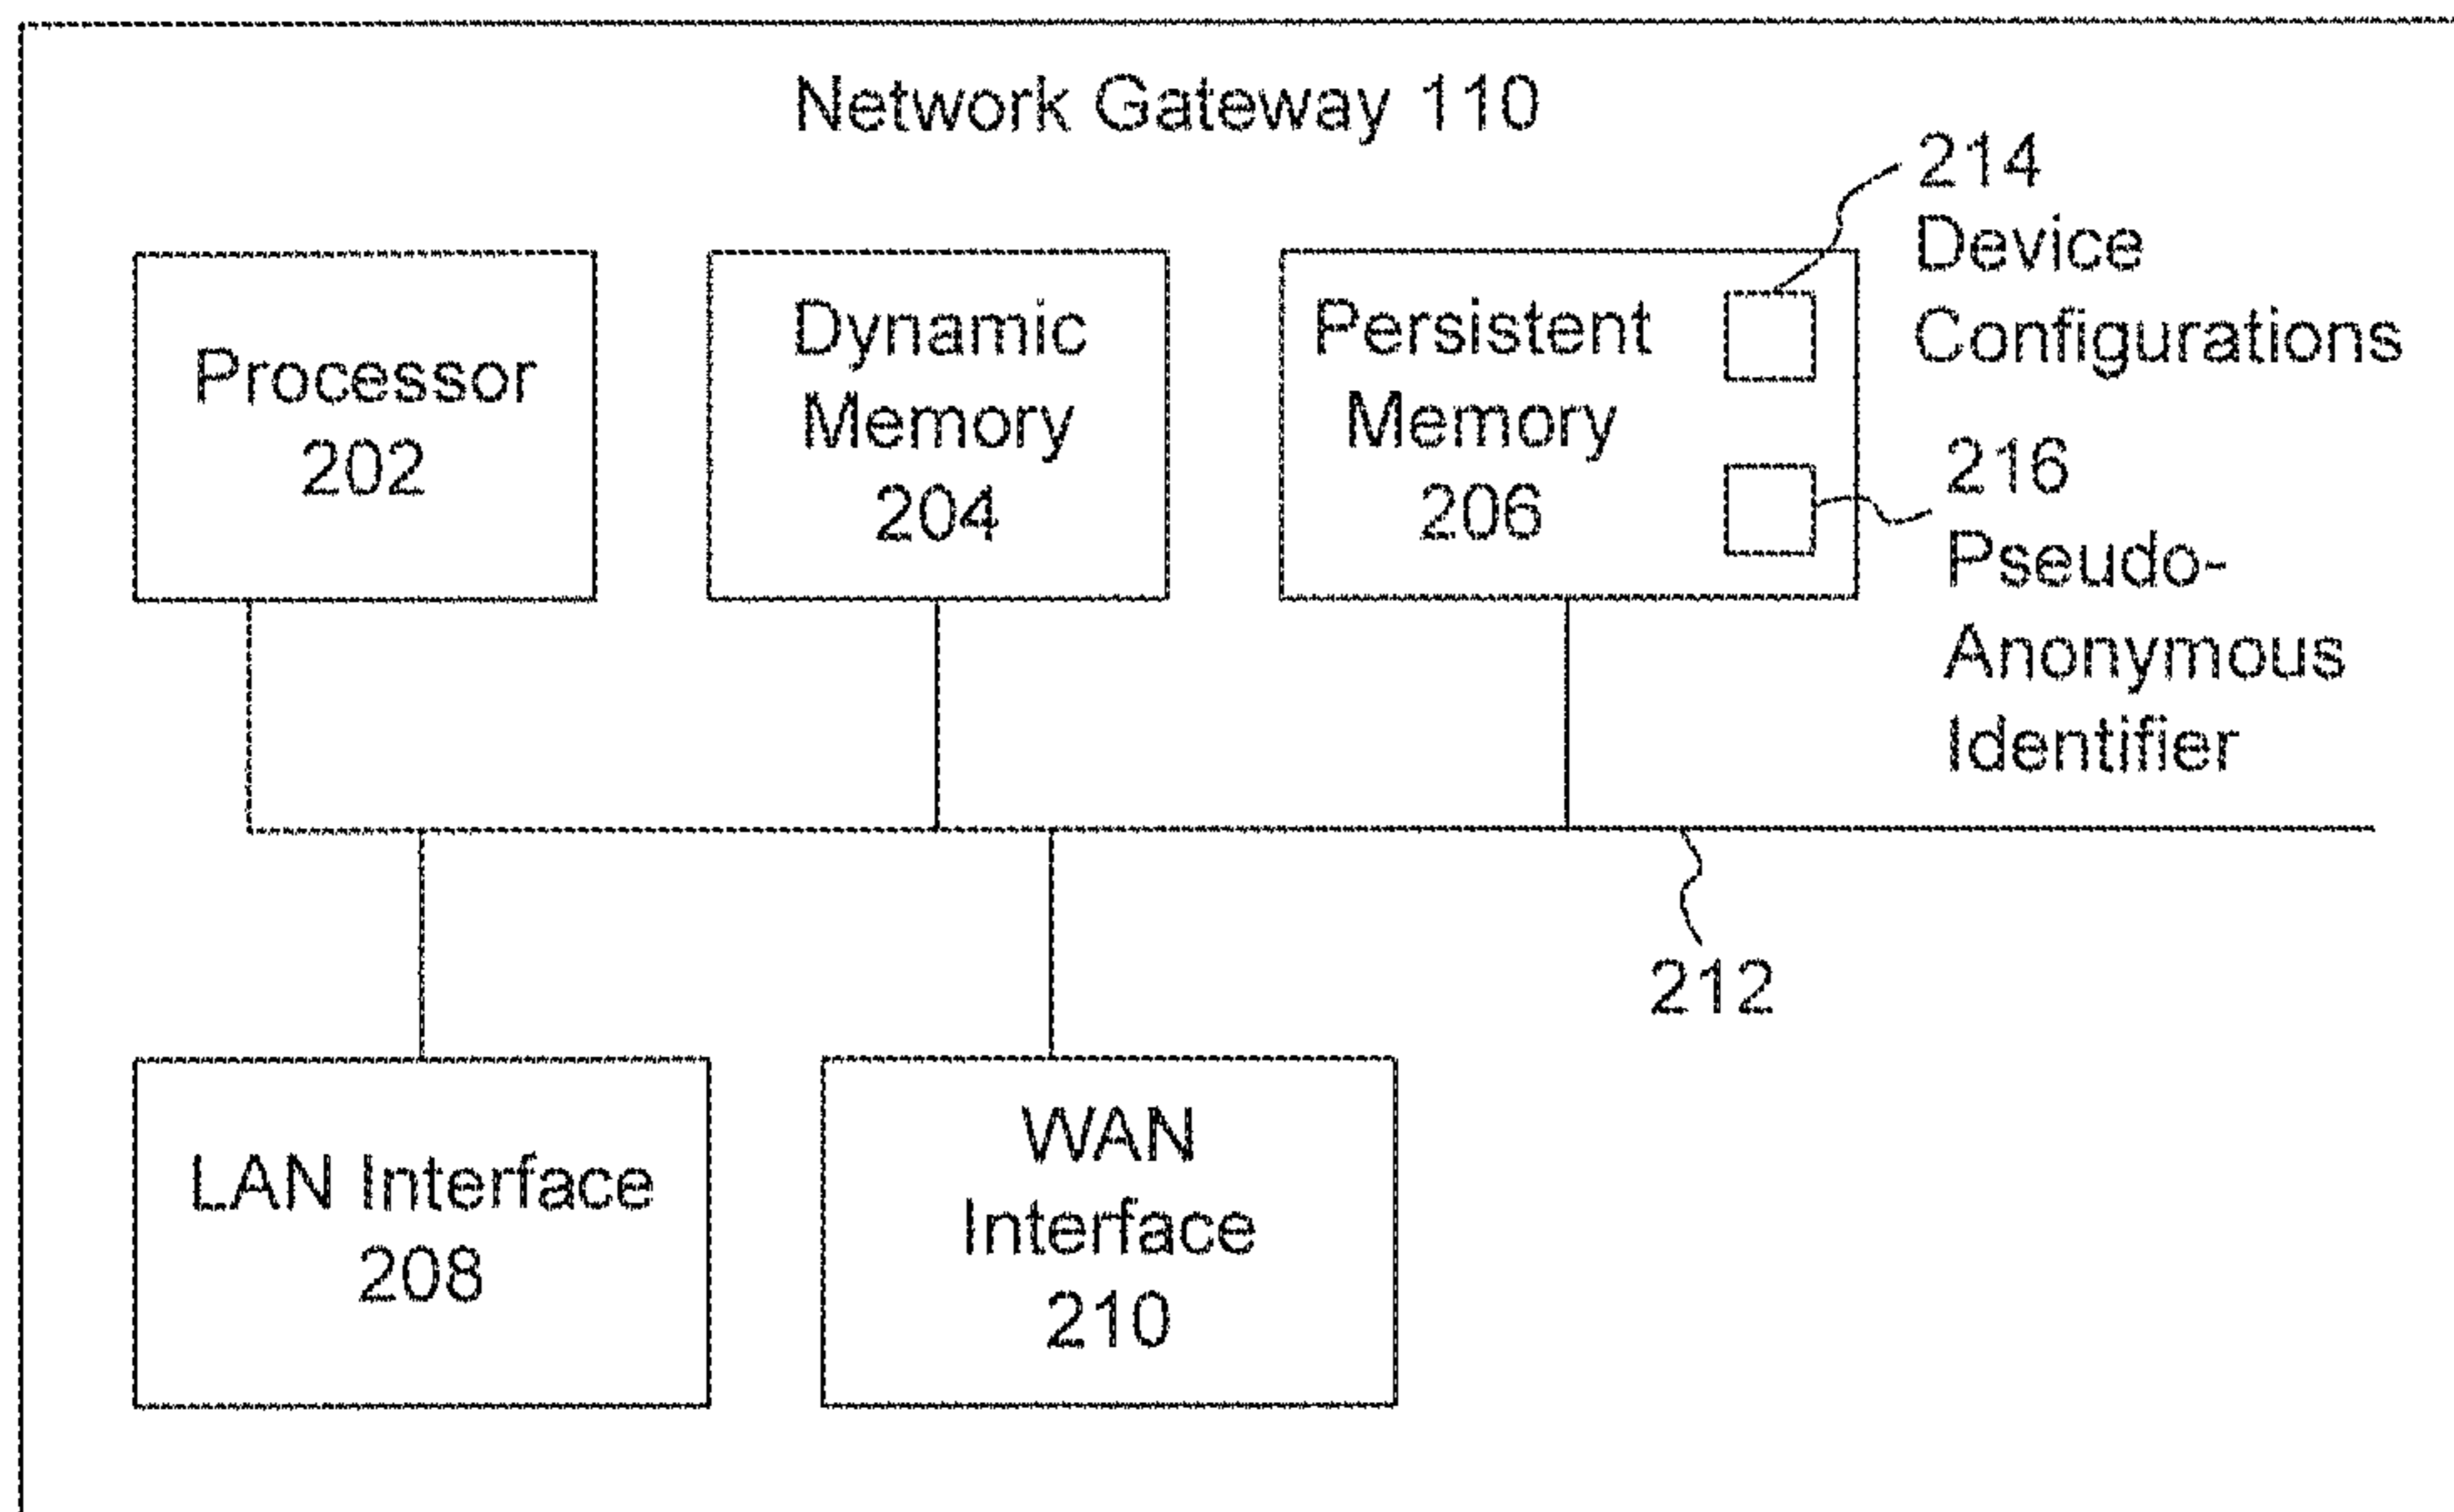 Network Gateway 110
Processor
202
Dynamic
Memory
204
Persistent
Memory
206
214
Device
Configurations
216
Pseudo-
Anonymous
Identifier
212
LAN Interface
208
WAN
Interface
210